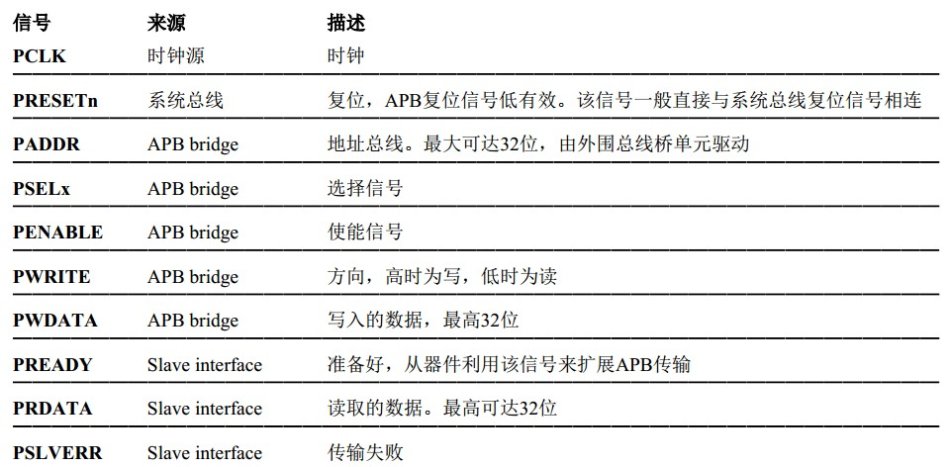 信号 来源 描述
PCLK 时钟源 时钟
PRESETn 系统总线 复位，APB复位信号低有效。该信号一般直接与系统总线复位信号相连
PADDR APB bridge 地址总线。最大可达32位，由外围总线桥单元驱动
PSELx APB bridge 选择信号
PENABLE APB bridge 使能信号
PWRITE APB bridge 方向，高时为写，低时为读
PWDATA APB bridge 写入的数据，最高32位
PREADY Slave interface 准备好，从器件利用该信号来扩展APB传输
PRDATA Slave interface 读取的数据。最高可达32位
PSLVERR Slave interface 传输失败